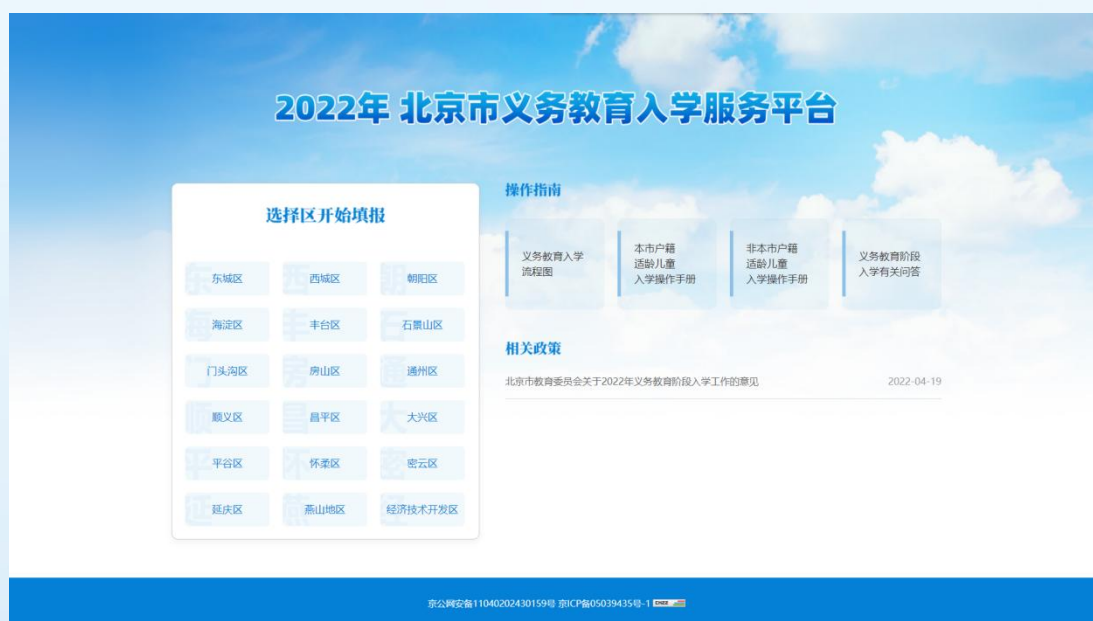 2022年 北京市义务教育入学服务平台
选择区开始填报
东城区
西城区
朝阳区
海淀区
丰台区
石景山区
门头沟区
房山区
通州区
顺义区
昌平区
大兴区
平谷区
怀柔区
密云区
延庆区
燕山地区
经济技术开发区
操作指南
义务教育入学
流程图
本市户籍
适龄儿童
入学操作手册
非本市户籍
适龄儿童
入学操作手册
义务教育阶段
入学有关问答
相关政策
北京市教育委员会关于2022年义务教育阶段入学工作的意见 2022-04-19
京公网安备11040202430159号 京ICP备05039435号-1